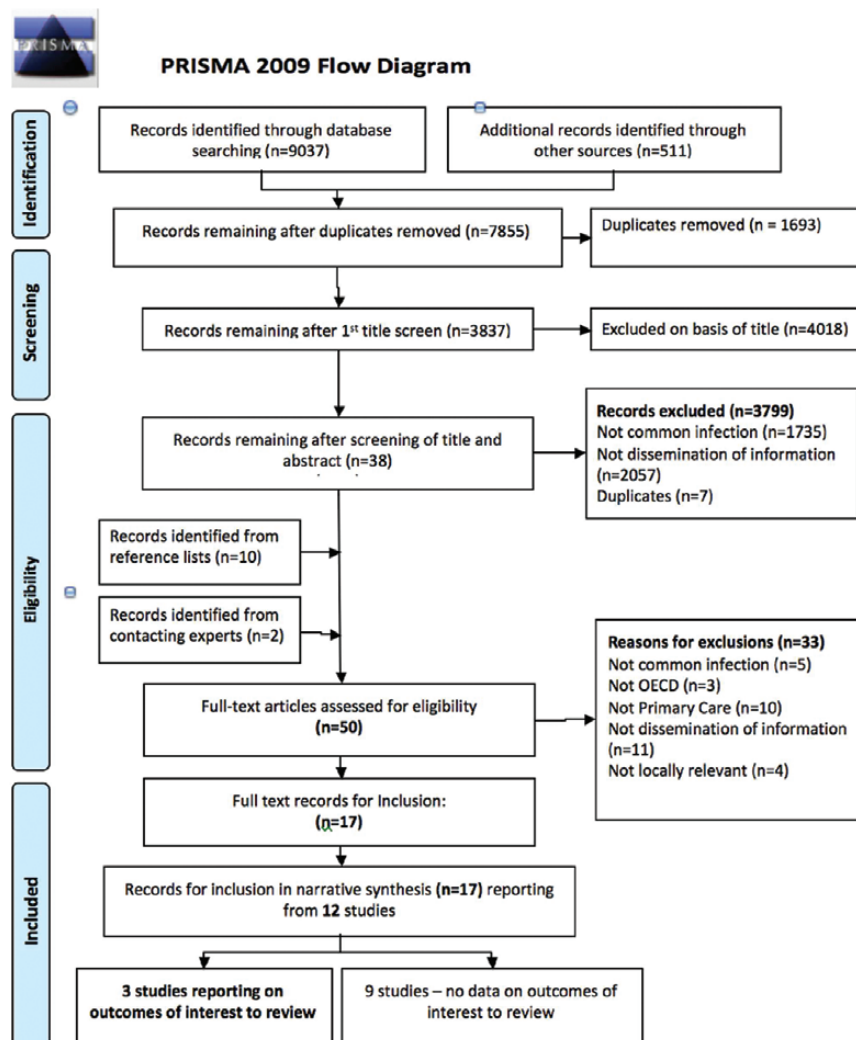 PRISMA
PRISMA 2009 Flow Diagram
Identification
Records identified through database
searching (n=9037)
Additional records identified through
other sources (n=511)
Records remaining after duplicates removed (n=7855)
Duplicates removed (n = 1693)
Screening
Records remaining after 1st title screen (n=3837)
Excluded on basis of title (n=4018)
Eligibility
Records remaining after screening of title and
abstract (n=38)
Records excluded (n=3799)
Not common infection (n=1735)
Not dissemination of information
(n=2057)
Duplicates (n=7)
Records identified from
reference lists (n=10)
Records identified from
contacting experts (n=2)
Full-text articles assessed for eligibility
(n=50)
Reasons for exclusions (n=33)
Not common infection (n=5)
Not OECD (n=3)
Not Primary Care (n=10)
Not dissemination of information
(n=11)
Not locally relevant (n=4)
Included
Full text records for Inclusion:
(n=17)
Records for inclusion in narrative synthesis (n=17) reporting
from 12 studies
3 studies reporting on
outcomes of interest to review
9 studies – no data on outcomes of
interest to review